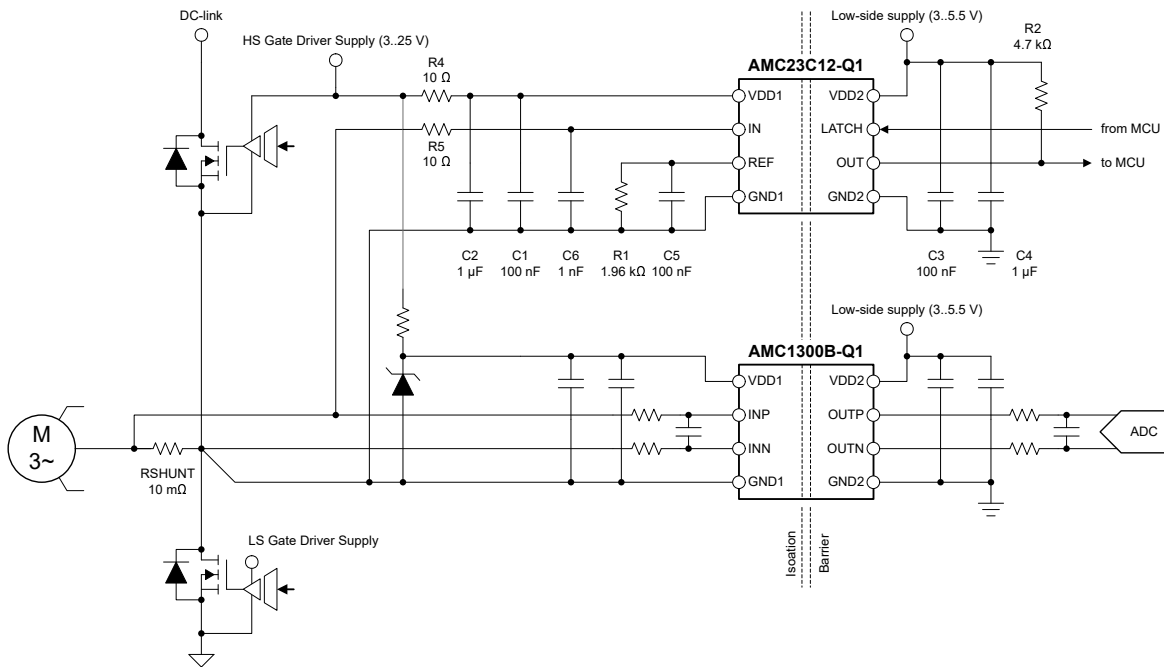 DC-link
HS Gate Driver Supply (3..25 V)
Low-side supply (3..5.5 V)
R2
4.7 kΩ
R4
10 Ω
AMC23C12-Q1
VDD1
VDD2
IN
LATCH
from MCU
R5
10 Ω
REF
OUT
to MCU
GND1
GND2
C2
1 µF
C1
100 nF
C6
1 nF
R1
1.96 kΩ
C5
100 nF
C3
100 nF
C4
1 µF
Low-side supply (3..5.5 V)
AMC1300B-Q1
VDD1
VDD2
INP
OUTP
ADC
INN
OUTN
GND1
GND2
M
3~
RSHUNT
10 mΩ
LS Gate Driver Supply
Isoation
Barrier